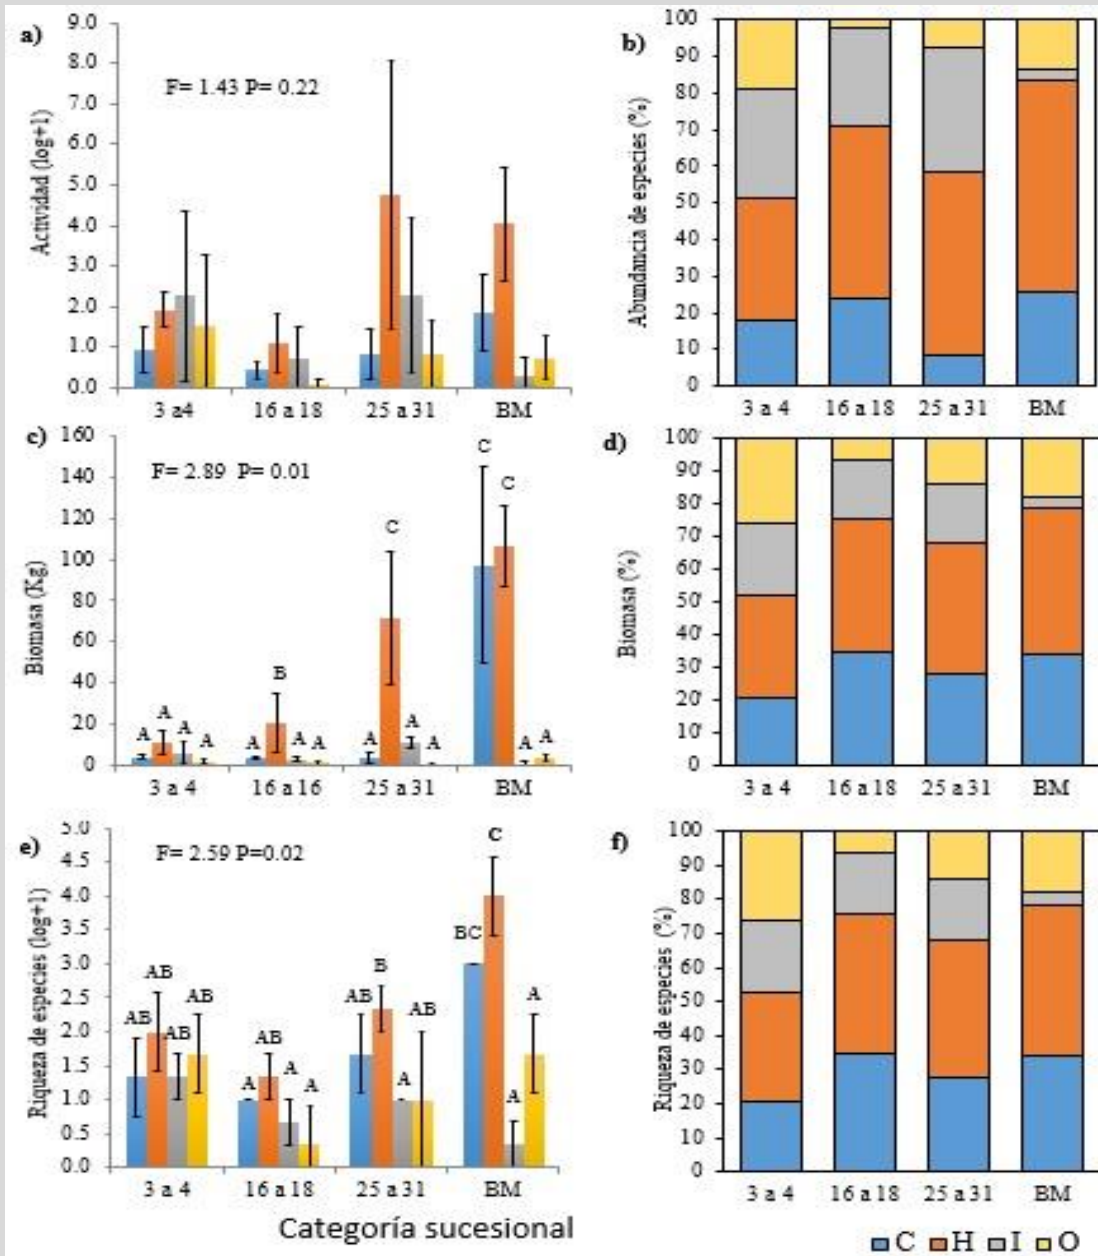 a)
Actividad (log+1)
9.0
8.0
7.0
6.0
5.0
4.0
3.0
2.0
1.0
0.0
F= 1.43 P= 0.22
3 a4 16 a 18 25 a 31 BM
b)
Abundancia de especies (%)
100
90
80
70
60
50
40
30
20
10
0
3 a 4 16 a 18 25 a 31 BM
c)
Biomasa (Kg)
160
140
120
100
80
60
40
20
0
F= 2.89 P= 0.01
A A A A A B A A A C A A C C A A
3 a 4 16 a 16 25 a 31 BM
d)
Biomasa (%)
100'
90'
80'
70'
60'
50'
40'
30'
20'
10'
0
3 a 4 16 a 18 25 a 31 BM
e)
Riqueza de especies (log+1)
5.0
4.5
4.0
3.5
3.0
2.5
2.0
1.5
1.0
0.5
0.0
F= 2.59 P=0.02
AB AB AB AB A AB A A AB B A AB BC C A A
3 a 4 16 a 18 25 a 31 BM
f)
Riqueza de especies (%)
100
90
80
70
60
50
40
30
20
10
0
3 a 4 16 a 18 25 a 31 BM
Categoría sucesional
C H I O